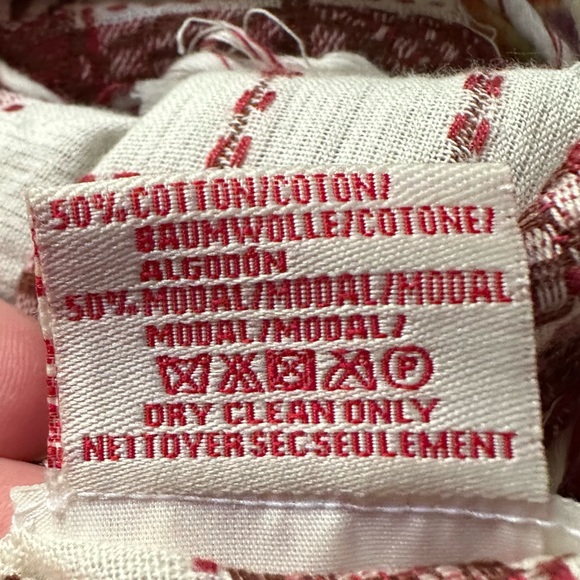 50% COTTON/COTON/
BAUMWOLLE/COTONE/
ALGODÓN
50% MODAL/MODAL/MODAL
MODAL/MODAL/
P
DRY CLEAN ONLY
NETTOYER SEC SEULEMENT